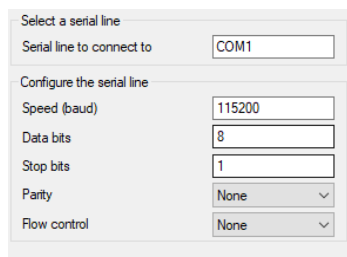 Select a serial line
Serial line to connect to COM1
Configure the serial line
Speed (baud) 115200
Data bits 8
Stop bits 1
Parity None
Flow control None